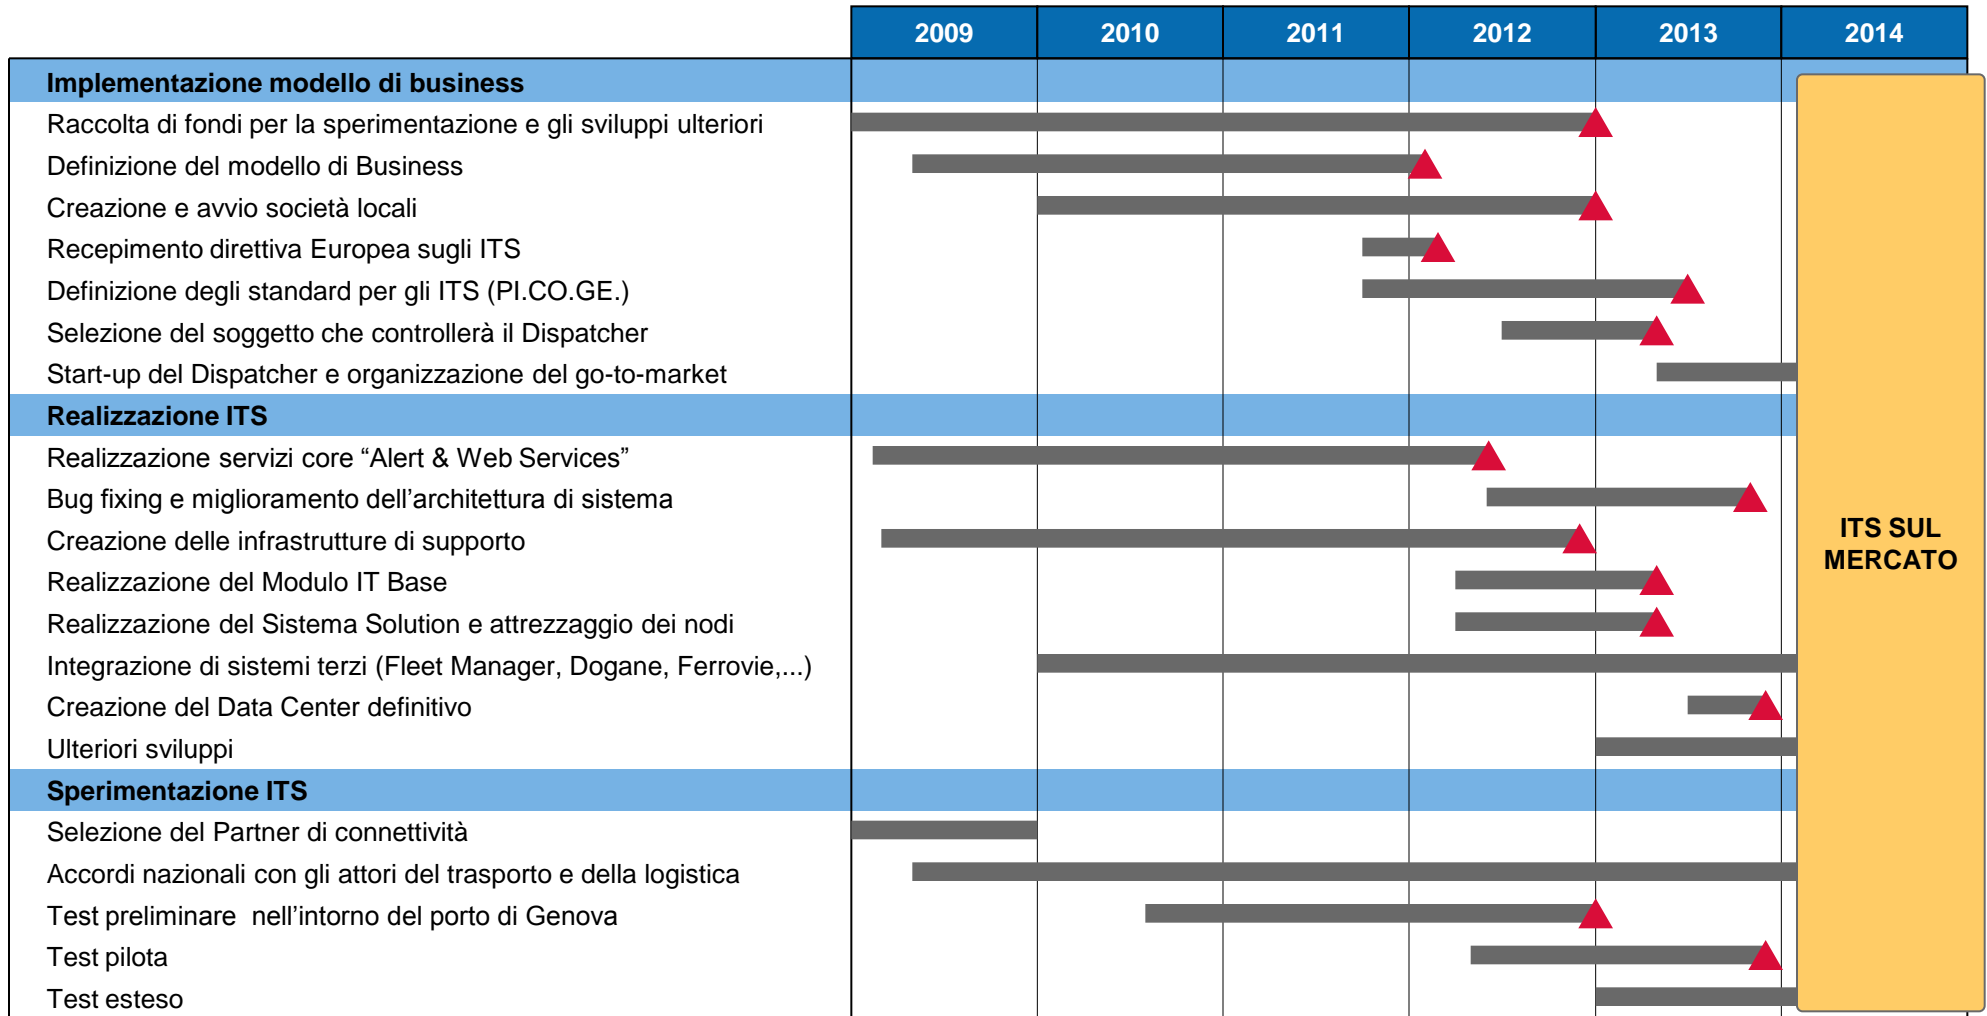 2009 2010 2011 2012 2013 2014
Implementazione modello di business
Raccolta di fondi per la sperimentazione e gli sviluppi ulteriori
Definizione del modello di Business
Creazione e avvio società locali
Recepimento direttiva Europea sugli ITS
Definizione degli standard per gli ITS (PI.CO.GE.)
Selezione del soggetto che controllerà il Dispatcher
Start-up del Dispatcher e organizzazione del go-to-market
Realizzazione ITS
Realizzazione servizi core “Alert & Web Services”
Bug fixing e miglioramento dell’architettura di sistema
Creazione delle infrastrutture di supporto
Realizzazione del Modulo IT Base
Realizzazione del Sistema Solution e attrezzaggio dei nodi
Integrazione di sistemi terzi (Fleet Manager, Dogane, Ferrovie,...)
Creazione del Data Center definitivo
Ulteriori sviluppi
Sperimentazione ITS
Selezione del Partner di connettività
Accordi nazionali con gli attori del trasporto e della logistica
Test preliminare  nell’intorno del porto di Genova
Test pilota
Test esteso
ITS SUL
MERCATO